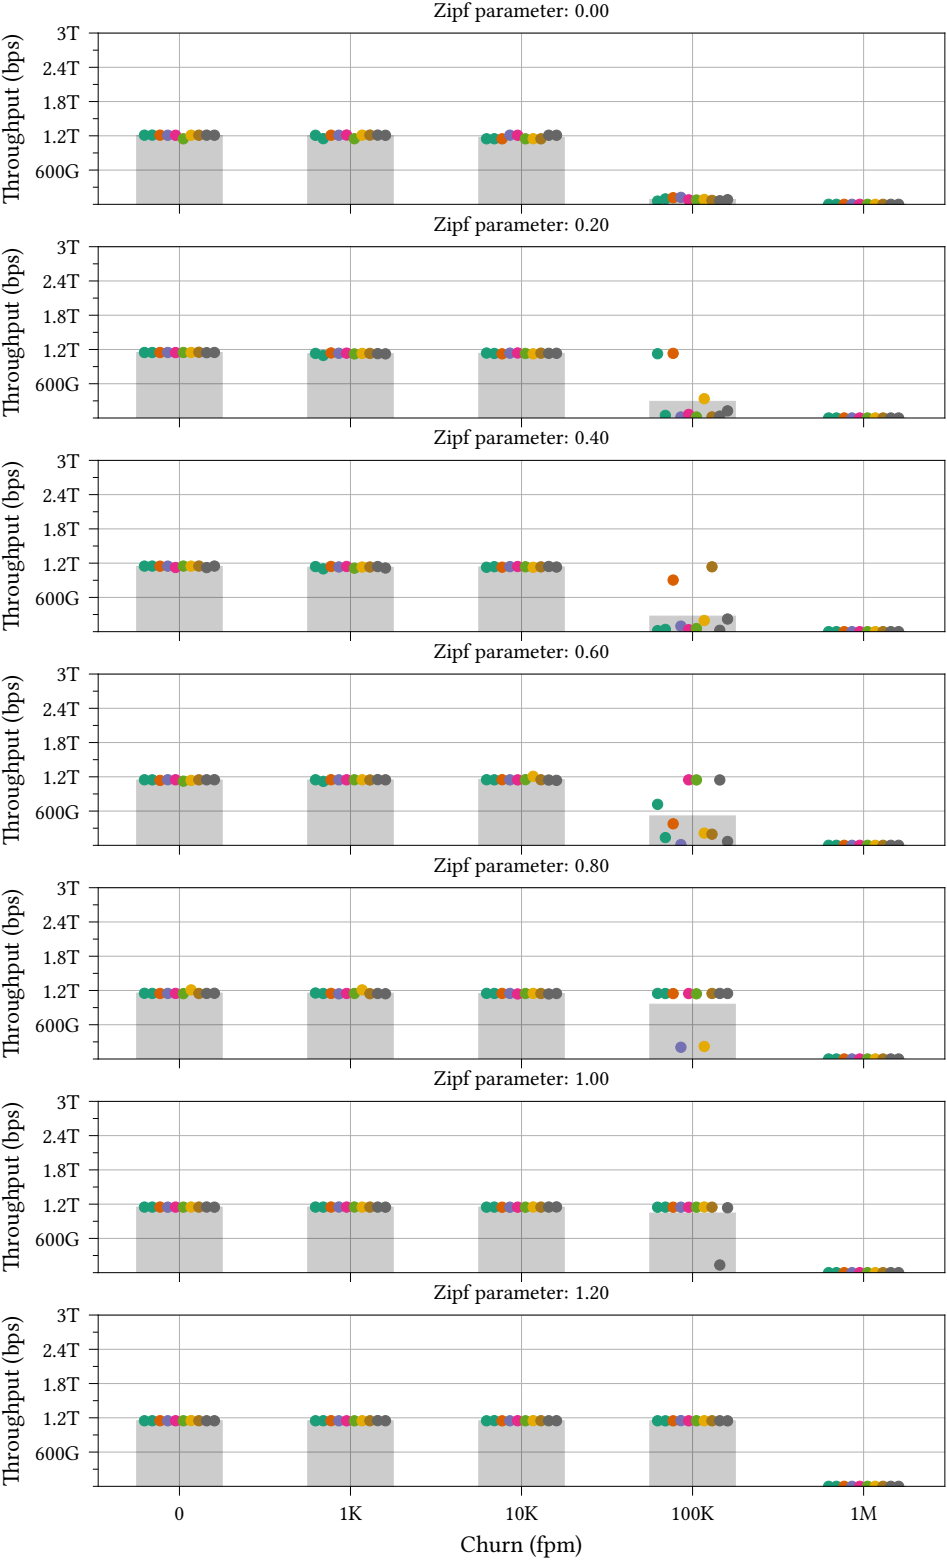 Zipf parameter: 0.00
Throughput (bps)
3T
2.4T
1.8T
1.2T
600G
Zipf parameter: 0.20
Throughput (bps)
3T
2.4T
1.8T
1.2T
600G
Zipf parameter: 0.40
Throughput (bps)
3T
2.4T
1.8T
1.2T
600G
Zipf parameter: 0.60
Throughput (bps)
3T
2.4T
1.8T
1.2T
600G
Zipf parameter: 0.80
Throughput (bps)
3T
2.4T
1.8T
1.2T
600G
Zipf parameter: 1.00
Throughput (bps)
3T
2.4T
1.8T
1.2T
600G
Zipf parameter: 1.20
Throughput (bps)
3T
2.4T
1.8T
1.2T
600G
0 1K 10K 100K 1M
Churn (fpm)